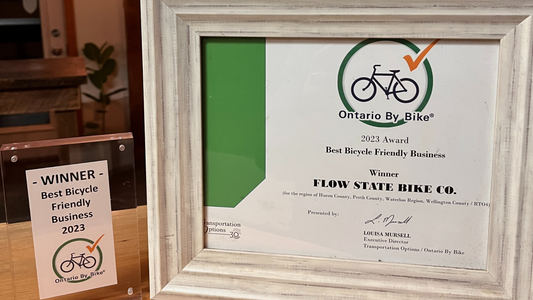 - WINNER -
Best Bicycle
Friendly
Business
2023
Ontario By Bike®
Ontario By Bike®
2023 Award
Best Bicycle Friendly Business
Winner
FLOW STATE BIKE CO.
(for the region of Huron County, Perth County, Waterloo Region, Wellington County / RTO4)
Presented by:
L. Mursell
LOUISA MURSELL
Executive Director
Transportation Options / Ontario By Bike